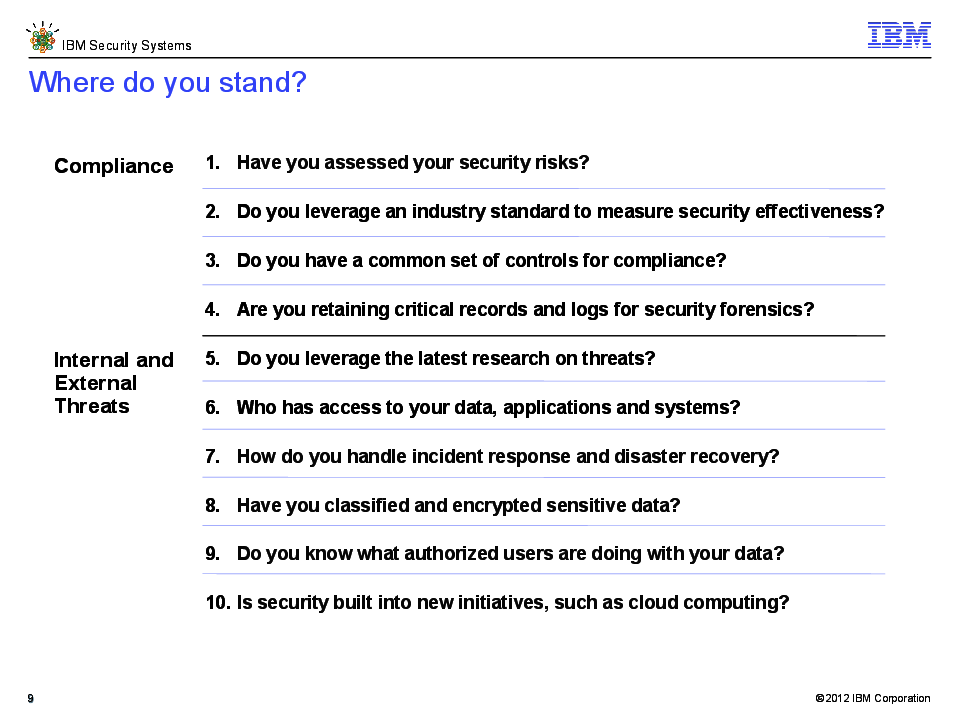 IBM Security Systems
IBM
Where do you stand?
Compliance
1. Have you assessed your security risks?
2. Do you leverage an industry standard to measure security effectiveness?
3. Do you have a common set of controls for compliance?
4. Are you retaining critical records and logs for security forensics?
Internal and
External
Threats
5. Do you leverage the latest research on threats?
6. Who has access to your data, applications and systems?
7. How do you handle incident response and disaster recovery?
8. Have you classified and encrypted sensitive data?
9. Do you know what authorized users are doing with your data?
10. Is security built into new initiatives, such as cloud computing?
9
© 2012 IBM Corporation